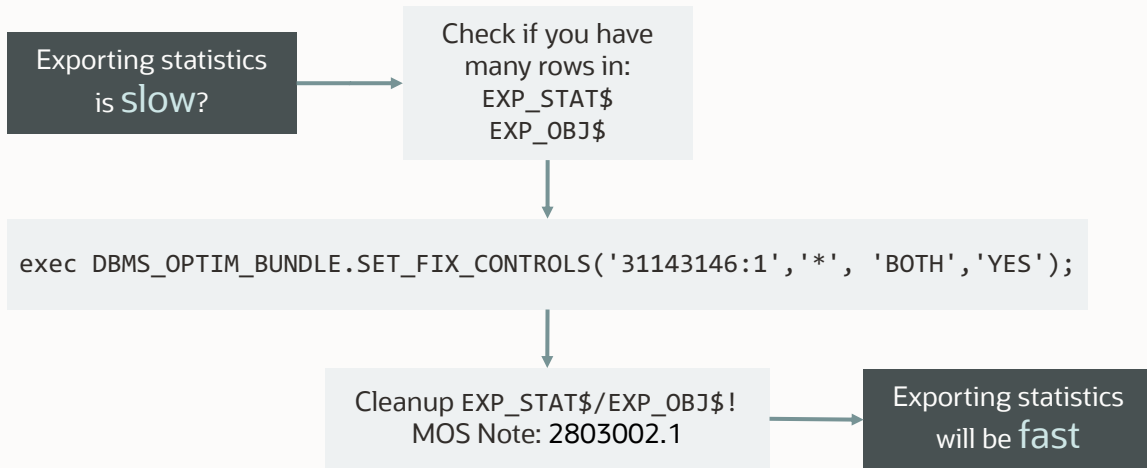 Exporting statistics
is slow?
Check if you have
many rows in:
EXP_STAT$
EXP_OBJ$
exec DBMS_OPTIM_BUNDLE.SET_FIX_CONTROLS('31143146:1','*', 'BOTH','YES');
Cleanup EXP_STAT$/EXP_OBJ$!
MOS Note: 2803002.1
Exporting statistics
will be fast